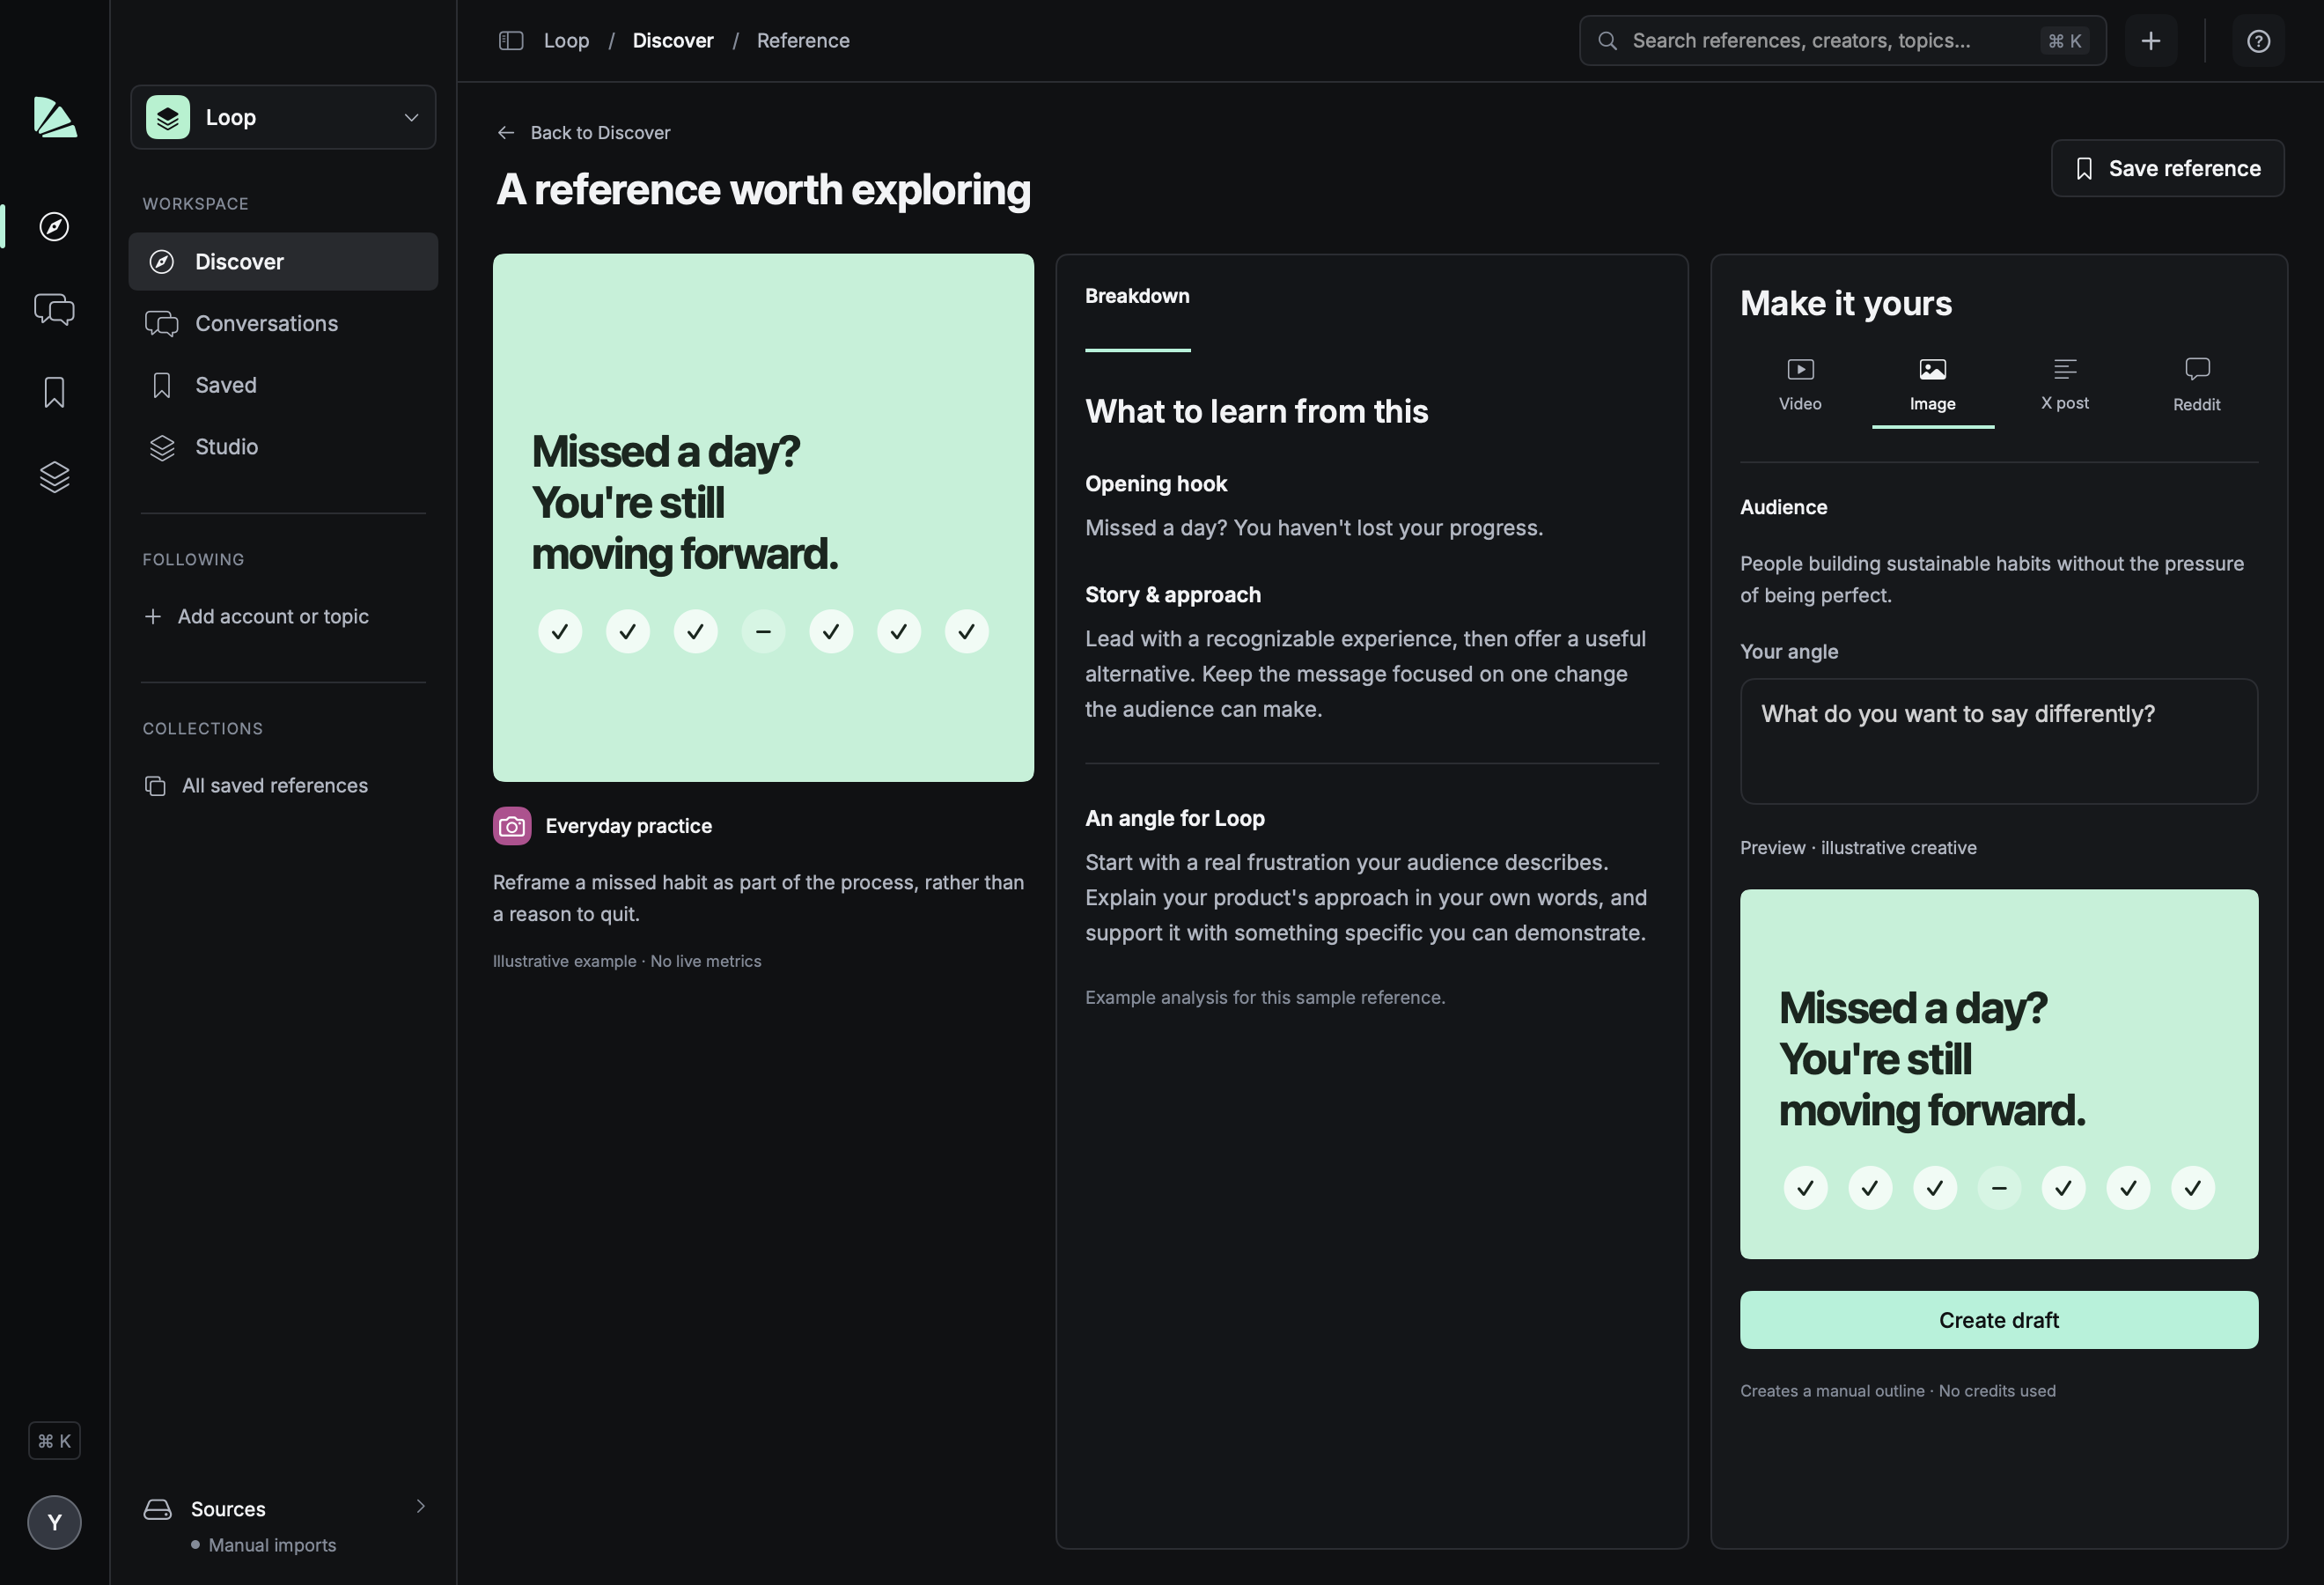 Loop / Discover / Reference
Search references, creators, topics... ⌘ K
Loop
WORKSPACE
Discover
Conversations
Saved
Studio
FOLLOWING
+ Add account or topic
COLLECTIONS
All saved references
⌘ K
Y
Sources
Manual imports
← Back to Discover
A reference worth exploring
Save reference
Missed a day?
You're still
moving forward.
Everyday practice
Reframe a missed habit as part of the process, rather than
a reason to quit.
Illustrative example · No live metrics
Breakdown
What to learn from this
Opening hook
Missed a day? You haven't lost your progress.
Story & approach
Lead with a recognizable experience, then offer a useful
alternative. Keep the message focused on one change
the audience can make.
An angle for Loop
Start with a real frustration your audience describes.
Explain your product's approach in your own words, and
support it with something specific you can demonstrate.
Example analysis for this sample reference.
Make it yours
Video Image X post Reddit
Audience
People building sustainable habits without the pressure
of being perfect.
Your angle
What do you want to say differently?
Preview · illustrative creative
Missed a day?
You're still
moving forward.
Create draft
Creates a manual outline · No credits used